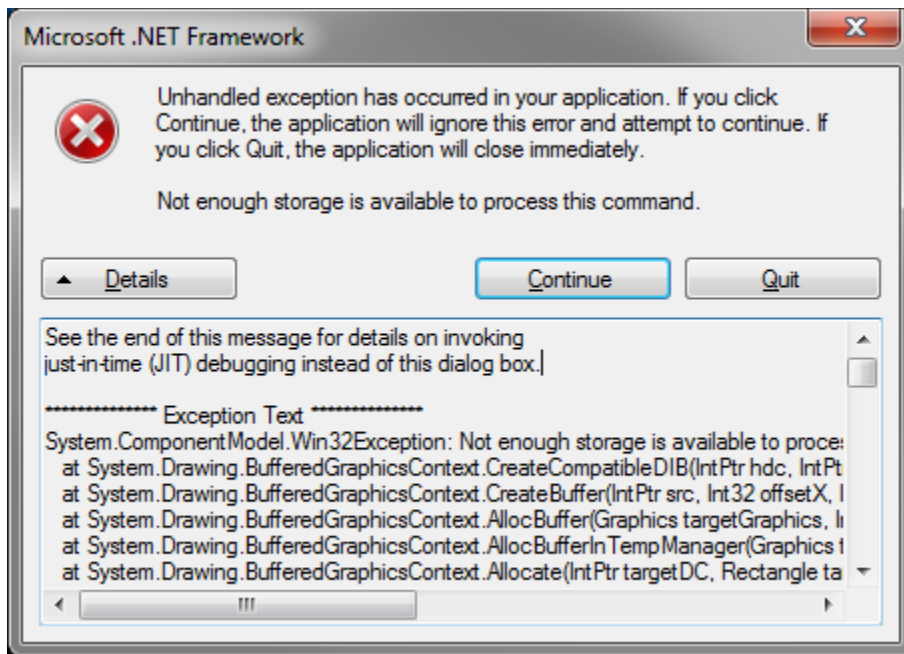 Microsoft .NET Framework
Unhandled exception has occurred in your application. If you click
Continue, the application will ignore this error and attempt to continue. If
you click Quit, the application will close immediately.
Not enough storage is available to process this command.
Details Continue Quit
See the end of this message for details on invoking
just-in-time (JIT) debugging instead of this dialog box.
************** Exception Text **************
System.ComponentModel.Win32Exception: Not enough storage is available to proce
at System.Drawing.BufferedGraphicsContext.CreateCompatibleDIB(IntPtr hdc, IntPt
at System.Drawing.BufferedGraphicsContext.CreateBuffer(IntPtr src, Int32 offsetX, I
at System.Drawing.BufferedGraphicsContext.AllocBuffer(Graphics targetGraphics, I
at System.Drawing.BufferedGraphicsContext.AllocBufferInTempManager(Graphics t
at System.Drawing.BufferedGraphicsContext.Allocate(IntPtr targetDC, Rectangle ta